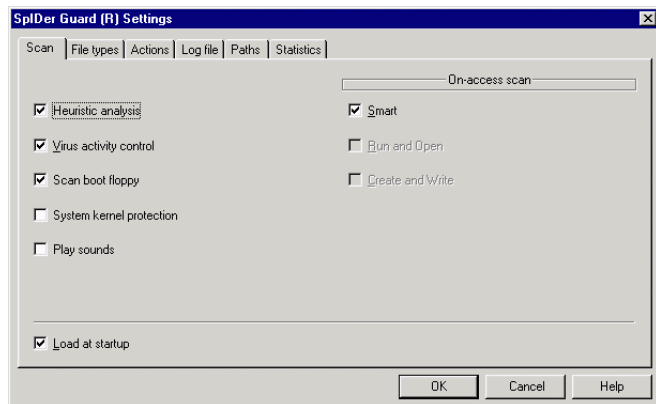 SpIDer Guard (R) Settings
Scan File types Actions Log file Paths Statistics
On-access scan
Heuristic analysis
Smart
Virus activity control
Run and Open
Scan boot floppy
Create and Write
System kernel protection
Play sounds
Load at startup
OK Cancel Help